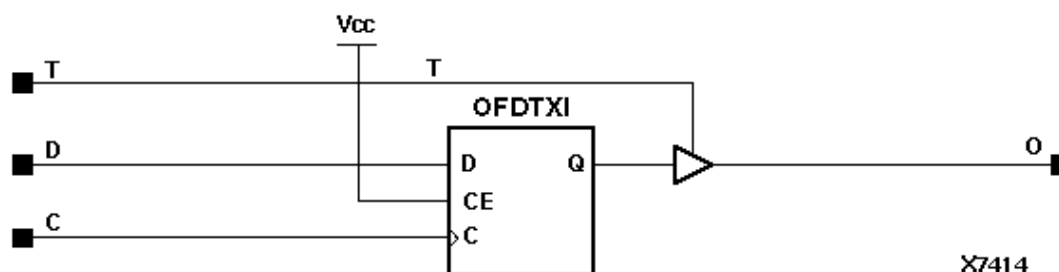 Vcc
T T
OFDTXI
D D Q O
CE
C C
X7414